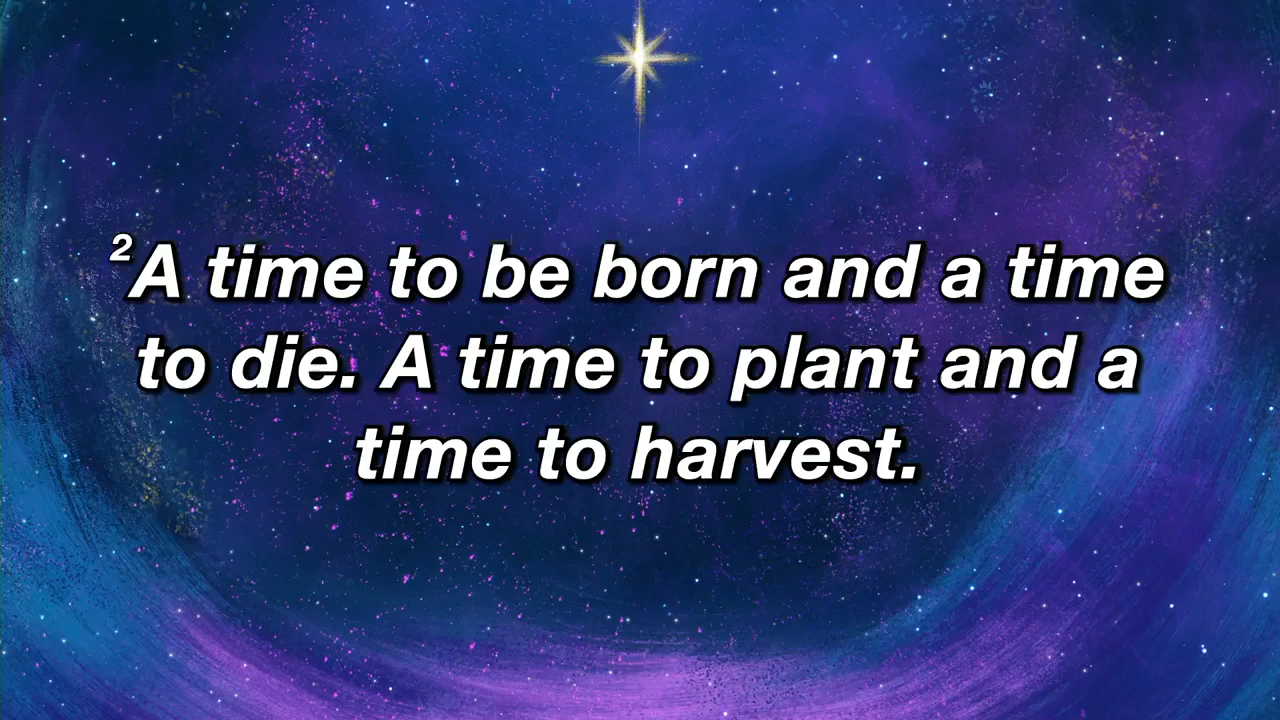 ²A time to be born and a time
to die. A time to plant and a
time to harvest.